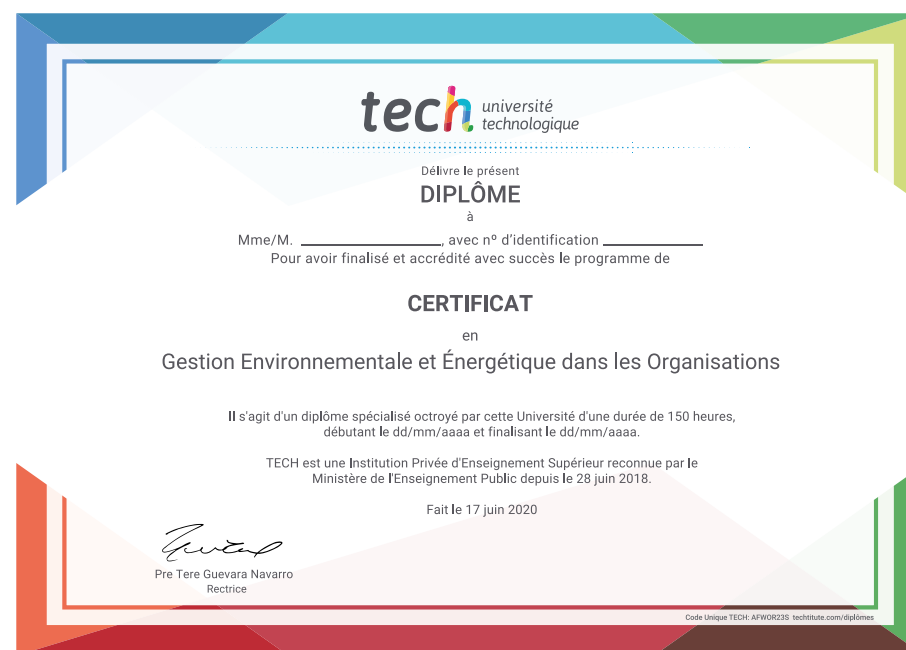 tech université
technologique
Délivre le présent
DIPLÔME
à
Mme/M. ____________________, avec nº d'identification ______________
Pour avoir finalisé et accrédité avec succès le programme de
CERTIFICAT
en
Gestion Environnementale et Énergétique dans les Organisations
Il s'agit d'un diplôme spécialisé octroyé par cette Université d'une durée de 150 heures,
débutant le dd/mm/aaaa et finalisant le dd/mm/aaaa.
TECH est une Institution Privée d'Enseignement Supérieur reconnue par le
Ministère de l'Enseignement Public depuis le 28 juin 2018.
Fait le 17 juin 2020
Pre Tere Guevara Navarro
Rectrice
Code Unique TECH: AFWOR23S techtitute.com/diplômes